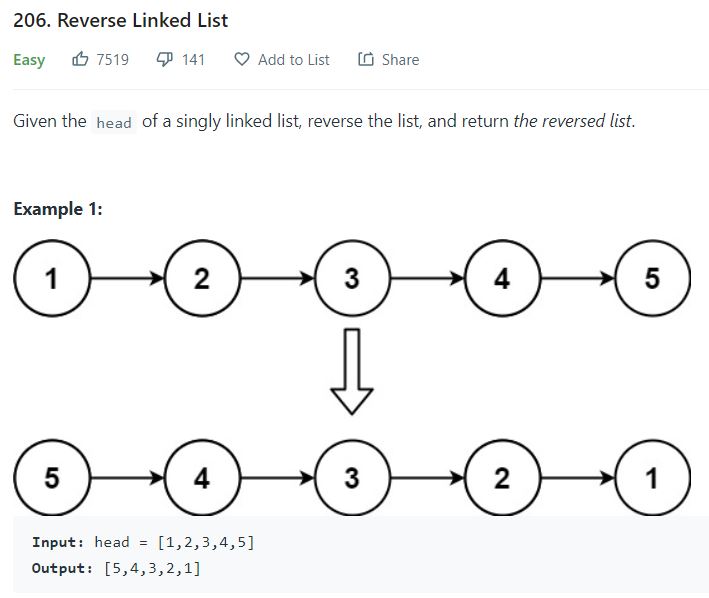 206. Reverse Linked List
Easy 7519 141 Add to List Share
Given the head of a singly linked list, reverse the list, and return the reversed list.
Example 1:
1 2 3 4 5
5 4 3 2 1
Input: head = [1,2,3,4,5]
Output: [5,4,3,2,1]